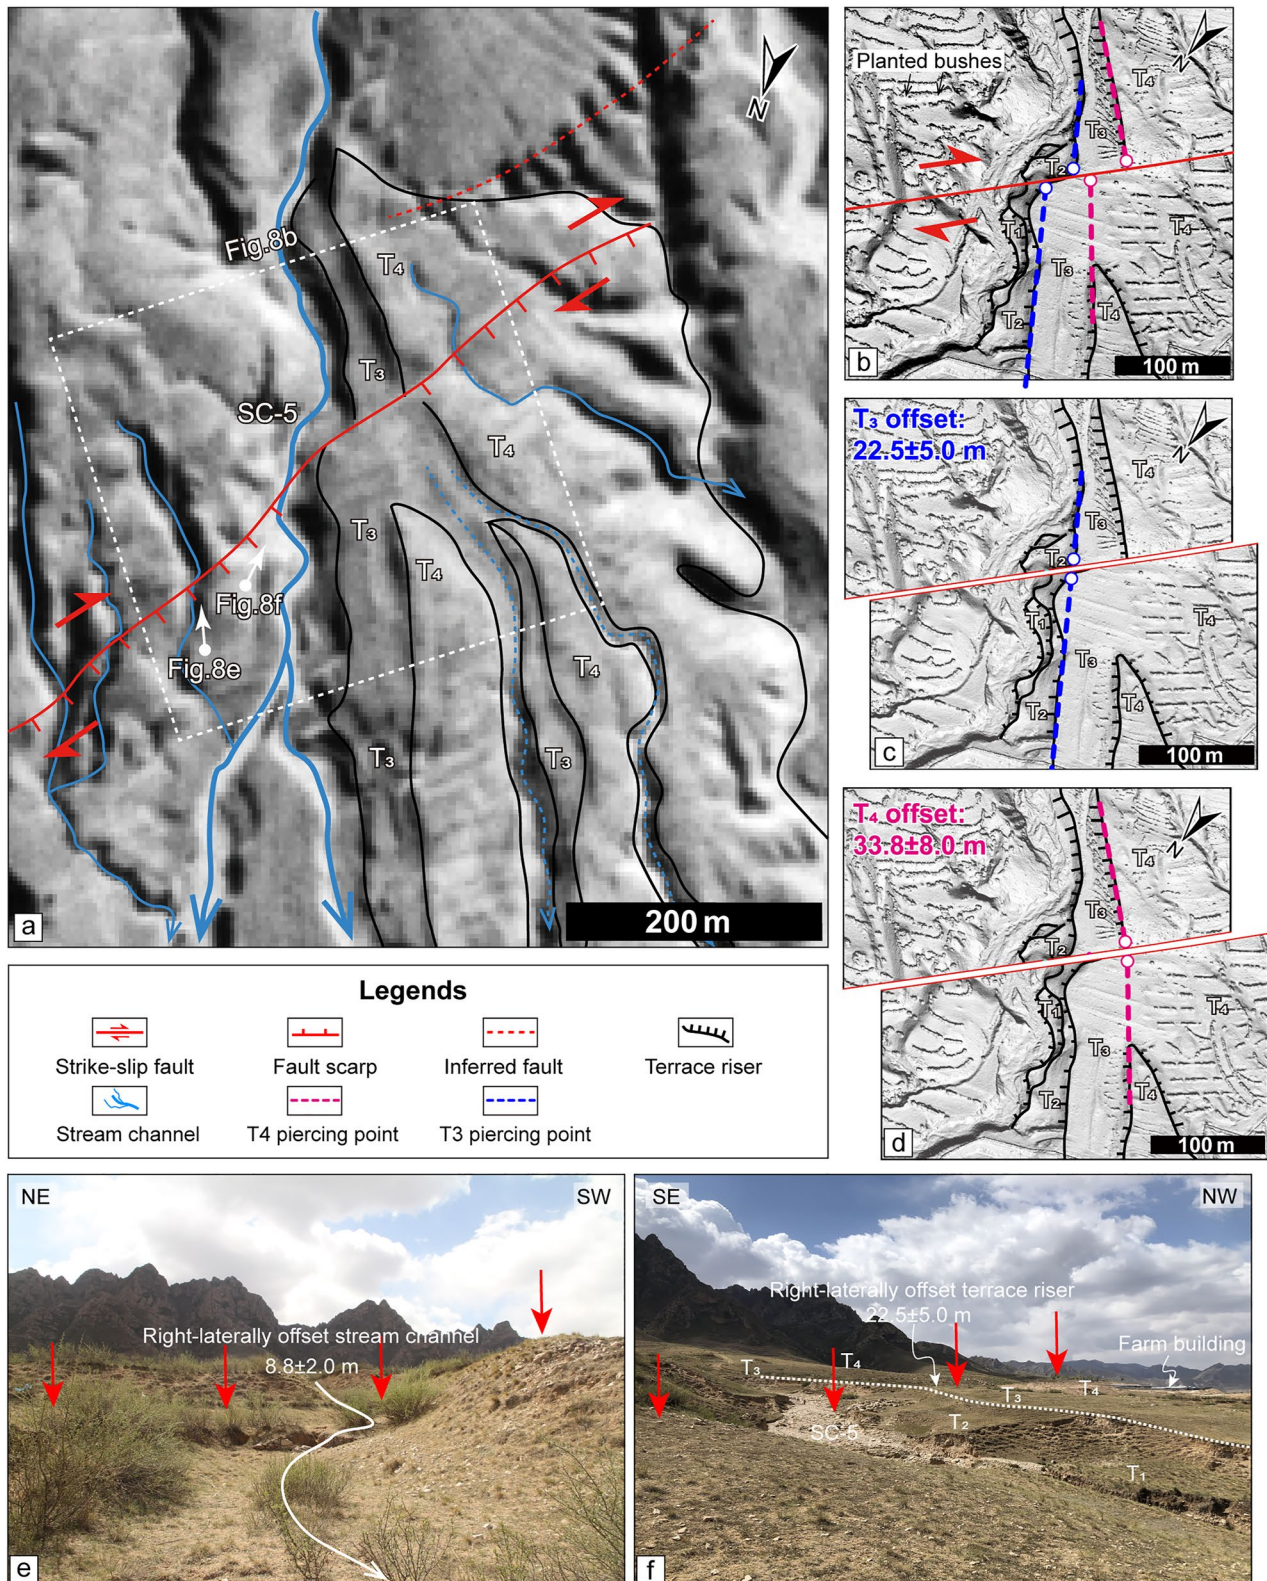 N
Fig.8b
T₄
T₃
SC-5
T₄
T₃
T₄
Fig.8f
Fig.8e
T₄
T₃
T₃
200 m
a
Planted bushes
N
T₄
T₃
T₂
T₁
T₄
T₃
T₂
T₄
100 m
b
T₃ offset:
22.5±5.0 m
N
T₄
T₃
T₂
T₁
T₄
T₃
T₂
T₄
100 m
c
T₄ offset:
33.8±8.0 m
N
T₄
T₃
T₂
T₁
T₄
T₃
T₂
T₄
100 m
d
Legends
Strike-slip fault
Fault scarp
Inferred fault
Terrace riser
Stream channel
T4 piercing point
T3 piercing point
NE
SW
Right-laterally offset stream channel
8.8±2.0 m
e
SE
NW
Right-laterally offset terrace riser
22.5±5.0 m
Farm building
T₃
T₄
T₃
T₄
SC-5
T₂
T₁
f